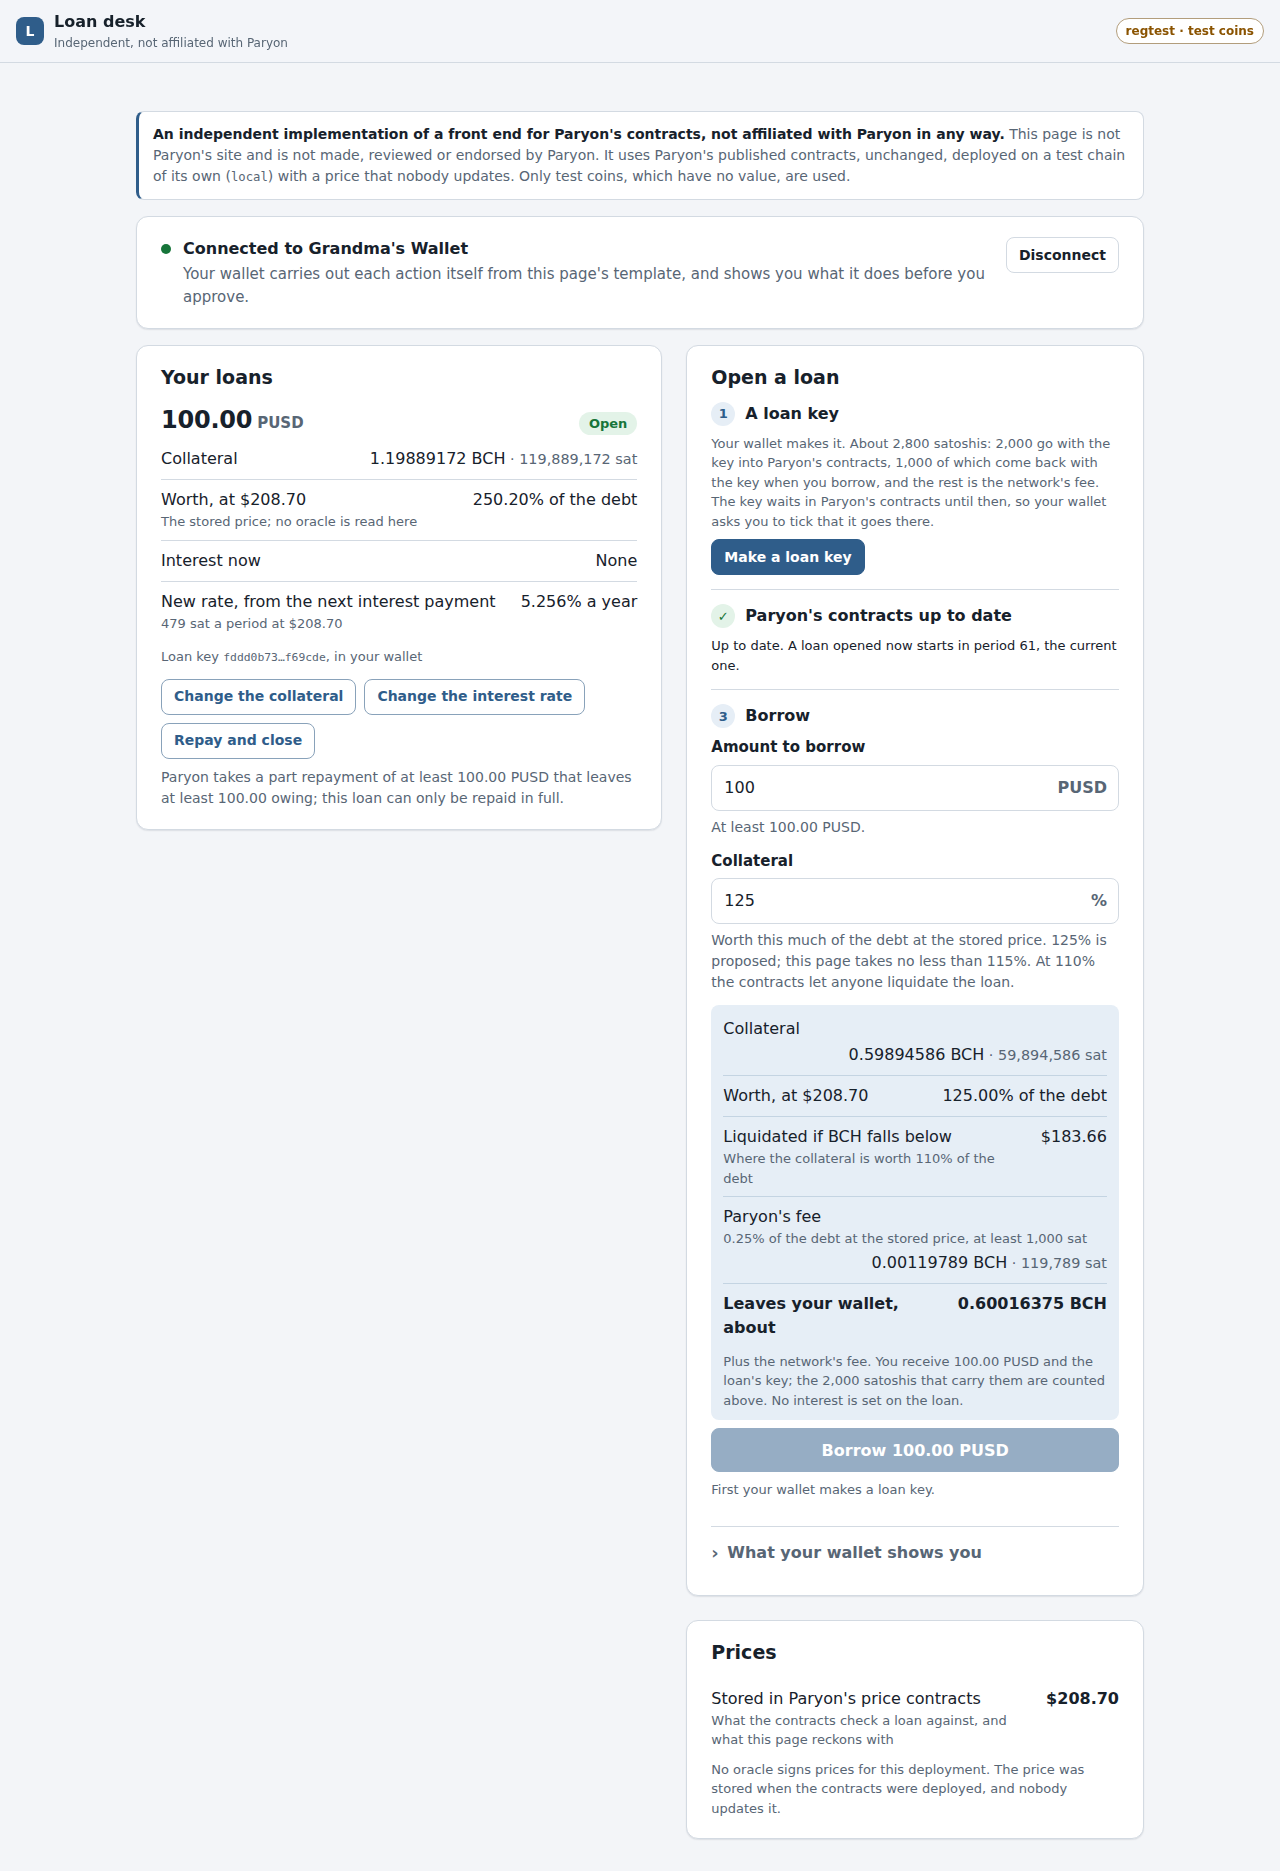 L
Loan desk
Independent, not affiliated with Paryon
regtest · test coins
An independent implementation of a front end for Paryon's contracts, not affiliated with Paryon in any way. This page is not
Paryon's site and is not made, reviewed or endorsed by Paryon. It uses Paryon's published contracts, unchanged, deployed on a test chain
of its own (local) with a price that nobody updates. Only test coins, which have no value, are used.
Connected to Grandma's Wallet
Your wallet carries out each action itself from this page's template, and shows you what it does before you
approve.
Disconnect
Your loans
100.00 PUSD
Open
Collateral
1.19889172 BCH · 119,889,172 sat
Worth, at $208.70
250.20% of the debt
The stored price; no oracle is read here
Interest now
None
New rate, from the next interest payment
5.256% a year
479 sat a period at $208.70
Loan key fddd0b73…f69cde, in your wallet
Change the collateral
Change the interest rate
Repay and close
Paryon takes a part repayment of at least 100.00 PUSD that leaves
at least 100.00 owing; this loan can only be repaid in full.
Open a loan
1
A loan key
Your wallet makes it. About 2,800 satoshis: 2,000 go with the
key into Paryon's contracts, 1,000 of which come back with
the key when you borrow, and the rest is the network's fee.
The key waits in Paryon's contracts until then, so your wallet
asks you to tick that it goes there.
Make a loan key
✓
Paryon's contracts up to date
Up to date. A loan opened now starts in period 61, the current
one.
3
Borrow
Amount to borrow
100
PUSD
At least 100.00 PUSD.
Collateral
125
%
Worth this much of the debt at the stored price. 125% is
proposed; this page takes no less than 115%. At 110%
the contracts let anyone liquidate the loan.
Collateral
0.59894586 BCH · 59,894,586 sat
Worth, at $208.70
125.00% of the debt
Liquidated if BCH falls below
$183.66
Where the collateral is worth 110% of the
debt
Paryon's fee
0.25% of the debt at the stored price, at least 1,000 sat
0.00119789 BCH · 119,789 sat
Leaves your wallet,
about
0.60016375 BCH
Plus the network's fee. You receive 100.00 PUSD and the
loan's key; the 2,000 satoshis that carry them are counted
above. No interest is set on the loan.
Borrow 100.00 PUSD
First your wallet makes a loan key.
› What your wallet shows you
Prices
Stored in Paryon's price contracts
$208.70
What the contracts check a loan against, and
what this page reckons with
No oracle signs prices for this deployment. The price was
stored when the contracts were deployed, and nobody
updates it.